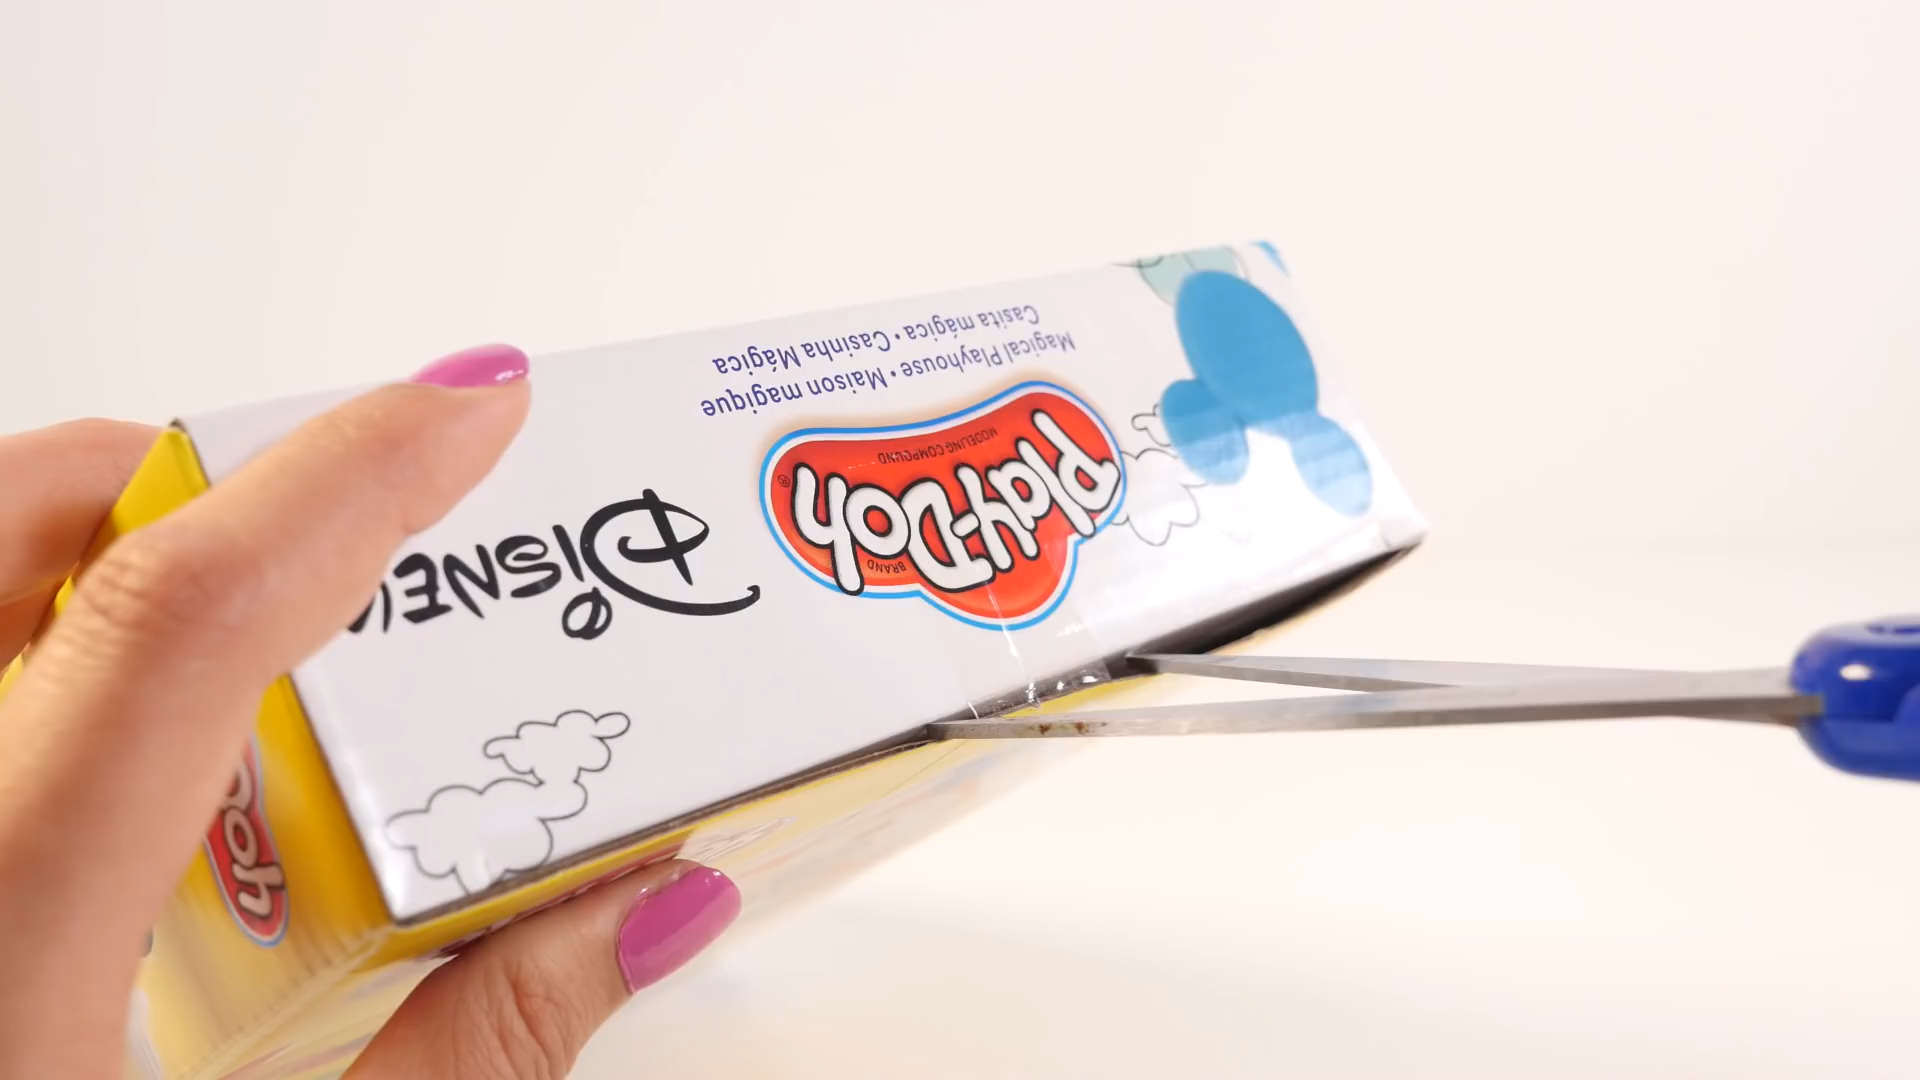 DISNEY
Play-Doh
BRAND
MODELING COMPOUND
®
Magical Playhouse • Maison magique
Casita mágica • Casinha Mágica
Doh